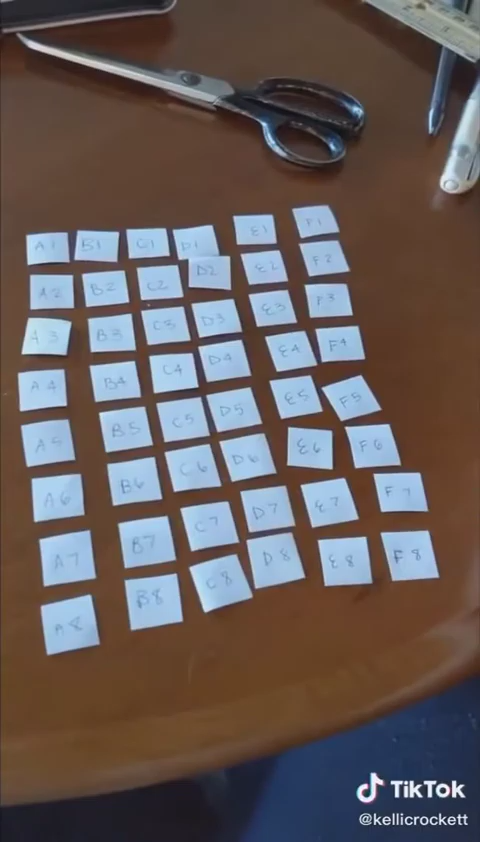 A1 B1 C1 D1 E1 F1
A2 B2 C2 D2 E2 F2
A3 B3 C3 D3 E3 F3
A4 B4 C4 D4 E4 F4
A5 B5 C5 D5 E5 F5
A6 B6 C6 D6 E6 F6
A7 B7 C7 D7 E7 F7
A8 B8 C8 D8 E8 F8
TikTok
@kellicrockett